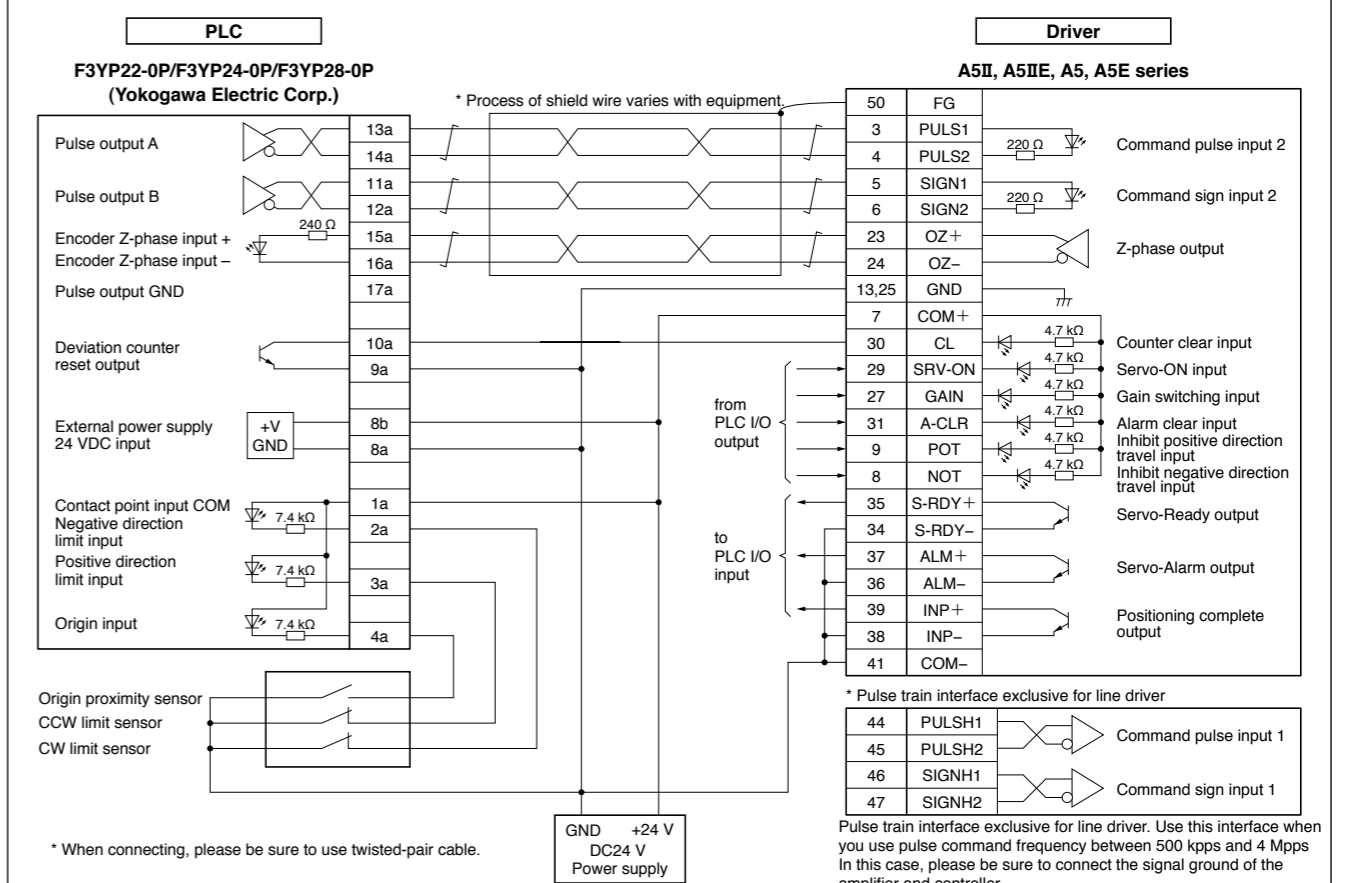 PLC
Driver
F3YP22-0P/F3YP24-0P/F3YP28-0P
(Yokogawa Electric Corp.)
A5II, A5IIE, A5, A5E series
* Process of shield wire varies with equipment.
50 FG
Pulse output A
13a
14a
3 PULS1
4 PULS2
220 Ω
Command pulse input 2
Pulse output B
11a
12a
5 SIGN1
6 SIGN2
220 Ω
Command sign input 2
240 Ω
Encoder Z-phase input +
15a
Encoder Z-phase input –
16a
23 OZ+
24 OZ–
Z-phase output
Pulse output GND
17a
13,25 GND
7 COM+
Deviation counter
reset output
10a
9a
30 CL
4.7 kΩ
Counter clear input
29 SRV-ON
4.7 kΩ
Servo-ON input
27 GAIN
4.7 kΩ
Gain switching input
31 A-CLR
4.7 kΩ
Alarm clear input
9 POT
4.7 kΩ
Inhibit positive direction
travel input
8 NOT
4.7 kΩ
Inhibit negative direction
travel input
from
PLC I/O
output
External power supply
24 VDC input
+V
GND
8b
8a
Contact point input COM
1a
Negative direction
limit input
7.4 kΩ
2a
Positive direction
limit input
7.4 kΩ
3a
Origin input
7.4 kΩ
4a
to
PLC I/O
input
35 S-RDY+
34 S-RDY–
Servo-Ready output
37 ALM+
36 ALM–
Servo-Alarm output
39 INP+
38 INP–
Positioning complete
output
41 COM–
Origin proximity sensor
CCW limit sensor
CW limit sensor
* Pulse train interface exclusive for line driver
44 PULSH1
45 PULSH2
Command pulse input 1
46 SIGNH1
47 SIGNH2
Command sign input 1
GND +24 V
DC24 V
Power supply
* When connecting, please be sure to use twisted-pair cable.
Pulse train interface exclusive for line driver. Use this interface when
you use pulse command frequency between 500 kpps and 4 Mpps
In this case, please be sure to connect the signal ground of the
amplifier and controller